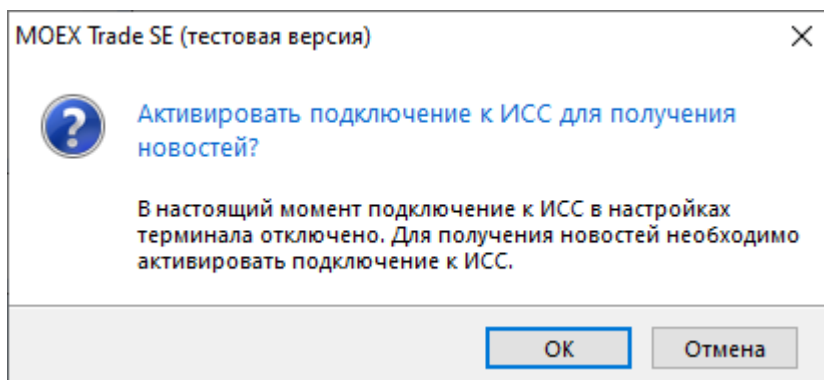 MOEX Trade SE (тестовая версия)
Активировать подключение к ИСС для получения
новостей?
В настоящий момент подключение к ИСС в настройках
терминала отключено. Для получения новостей необходимо
активировать подключение к ИСС.
ОК
Отмена